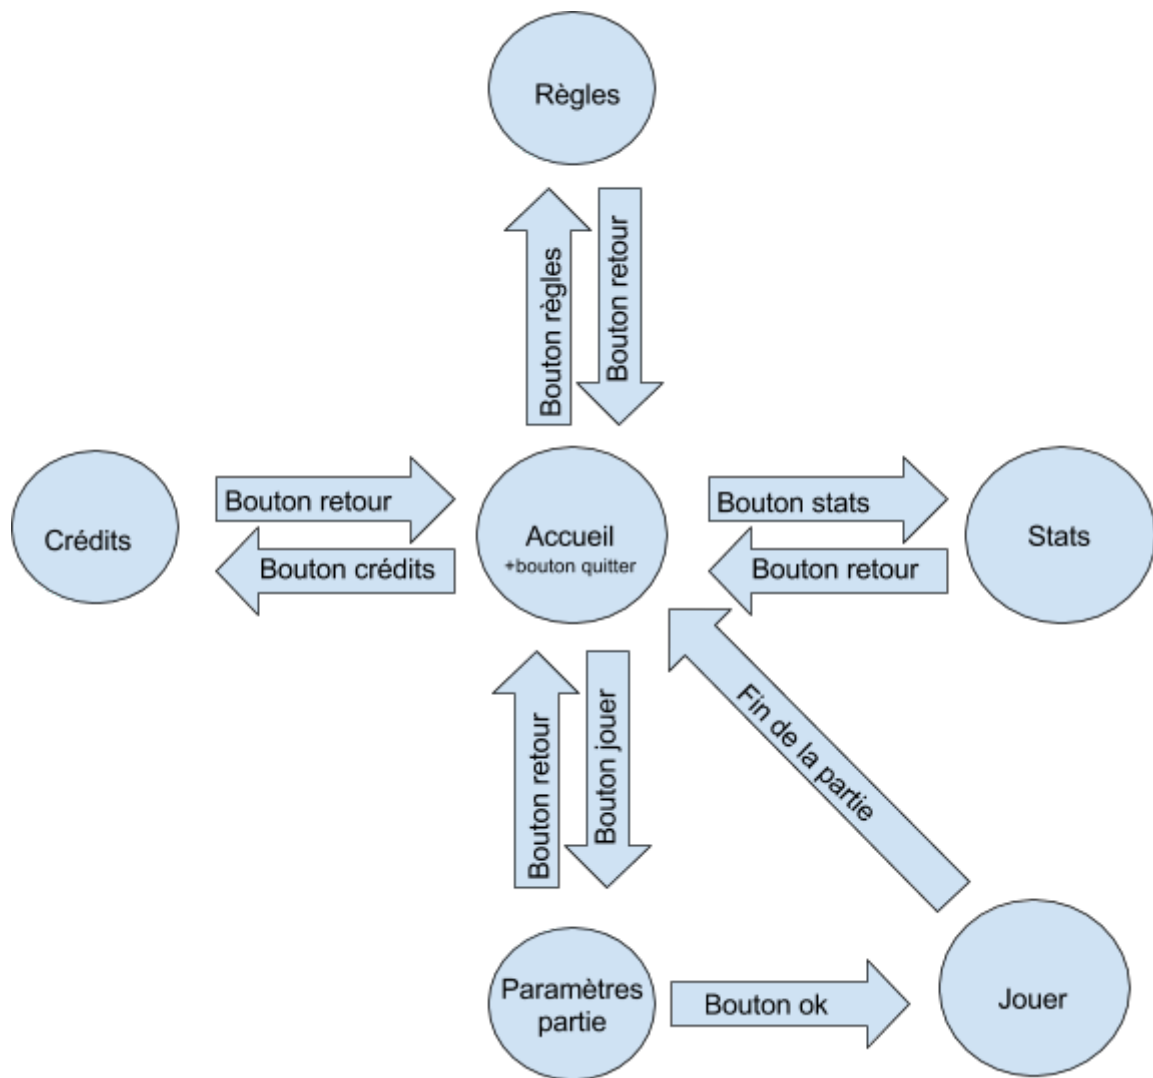 Règles
Bouton règles
Bouton retour
Crédits
Bouton retour
Bouton crédits
Accueil
+bouton quitter
Bouton stats
Bouton retour
Stats
Bouton retour
Bouton jouer
Fin de la partie
Paramètres
partie
Bouton ok
Jouer